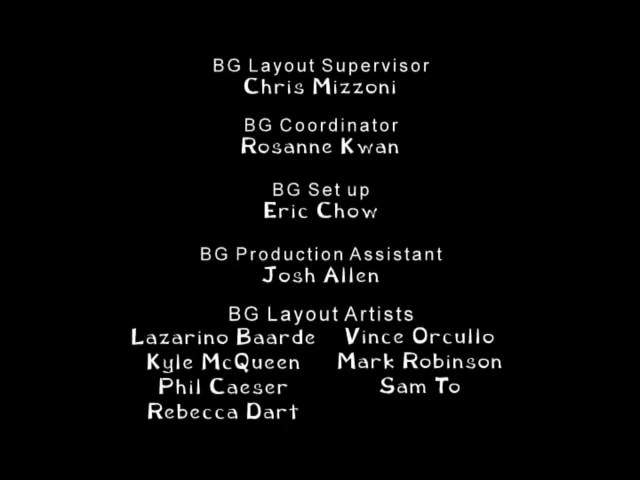 BG Layout Supervisor
Chris Mizzoni
BG Coordinator
Rosanne Kwan
BG Set up
Eric Chow
BG Production Assistant
Josh Allen
BG Layout Artists
Lazarino Baarde Vince Orcullo
Kyle McQueen Mark Robinson
Phil Caeser Sam To
Rebecca Dart